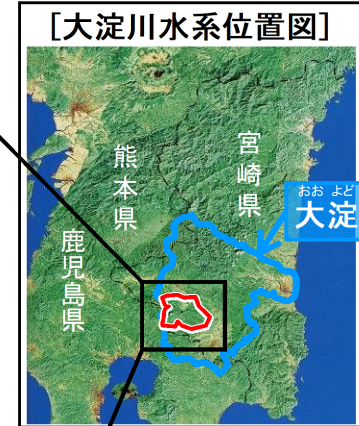 [大淀川水系位置図]
熊本県
宮崎県
おお よど
大淀
鹿児島県